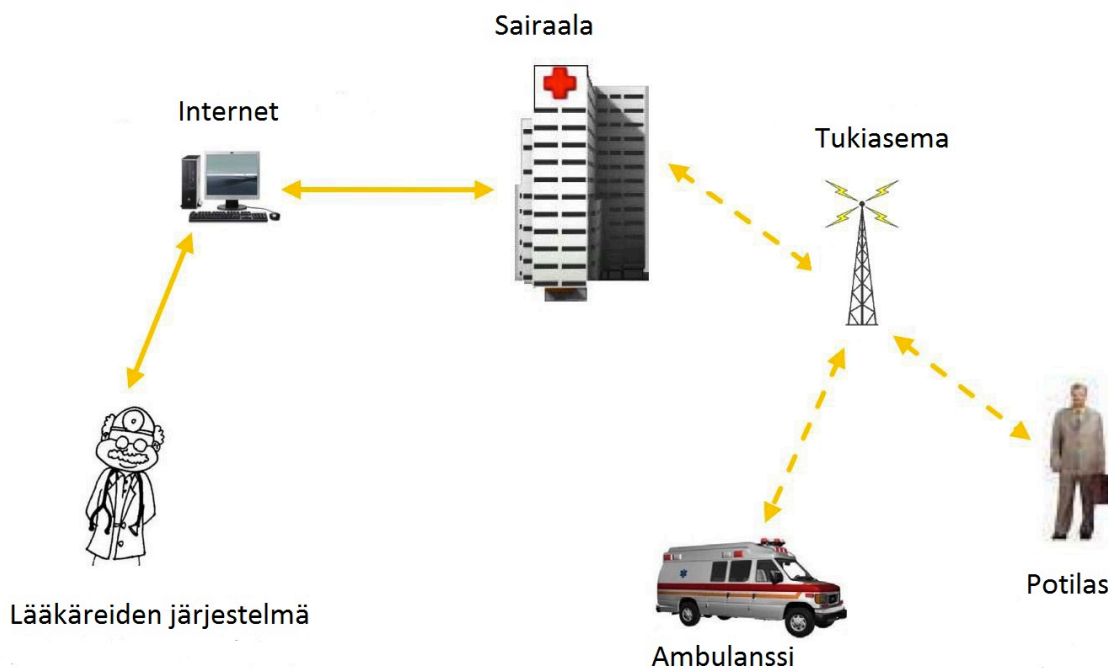 Sairaala
Internet
Tukiasema
Potilas
Lääkäreiden järjestelmä
Ambulanssi